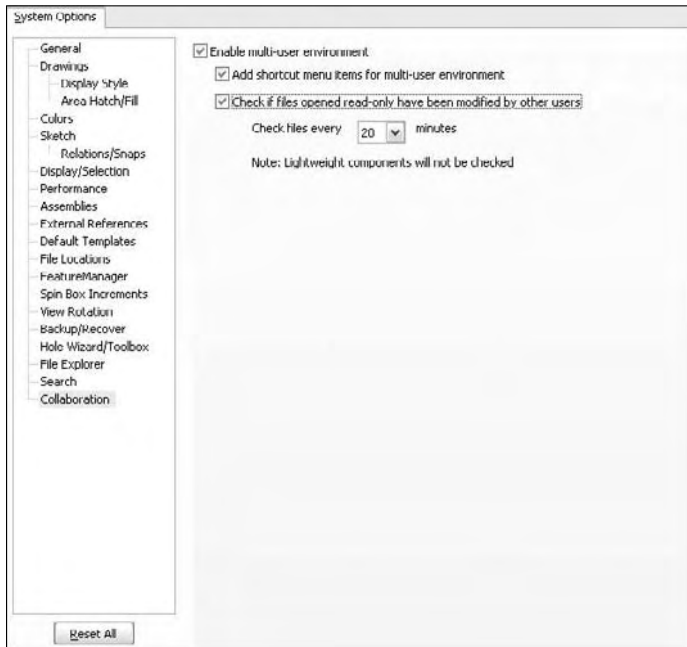 System Options
General
Drawings
Display Style
Area Hatch/Fill
Colors
Sketch
Relations/Snaps
Display/Selection
Performance
Assemblies
External References
Default Templates
File Locations
FeatureManager
Spin Box Increments
View Rotation
Backup/Recover
Hole Wizard/Toolbox
File Explorer
Search
Collaboration
Reset All
Enable multi-user environment
Add shortcut menu items for multi-user environment
Check if files opened read-only have been modified by other users
Check files every 20 minutes
Note: Lightweight components will not be checked